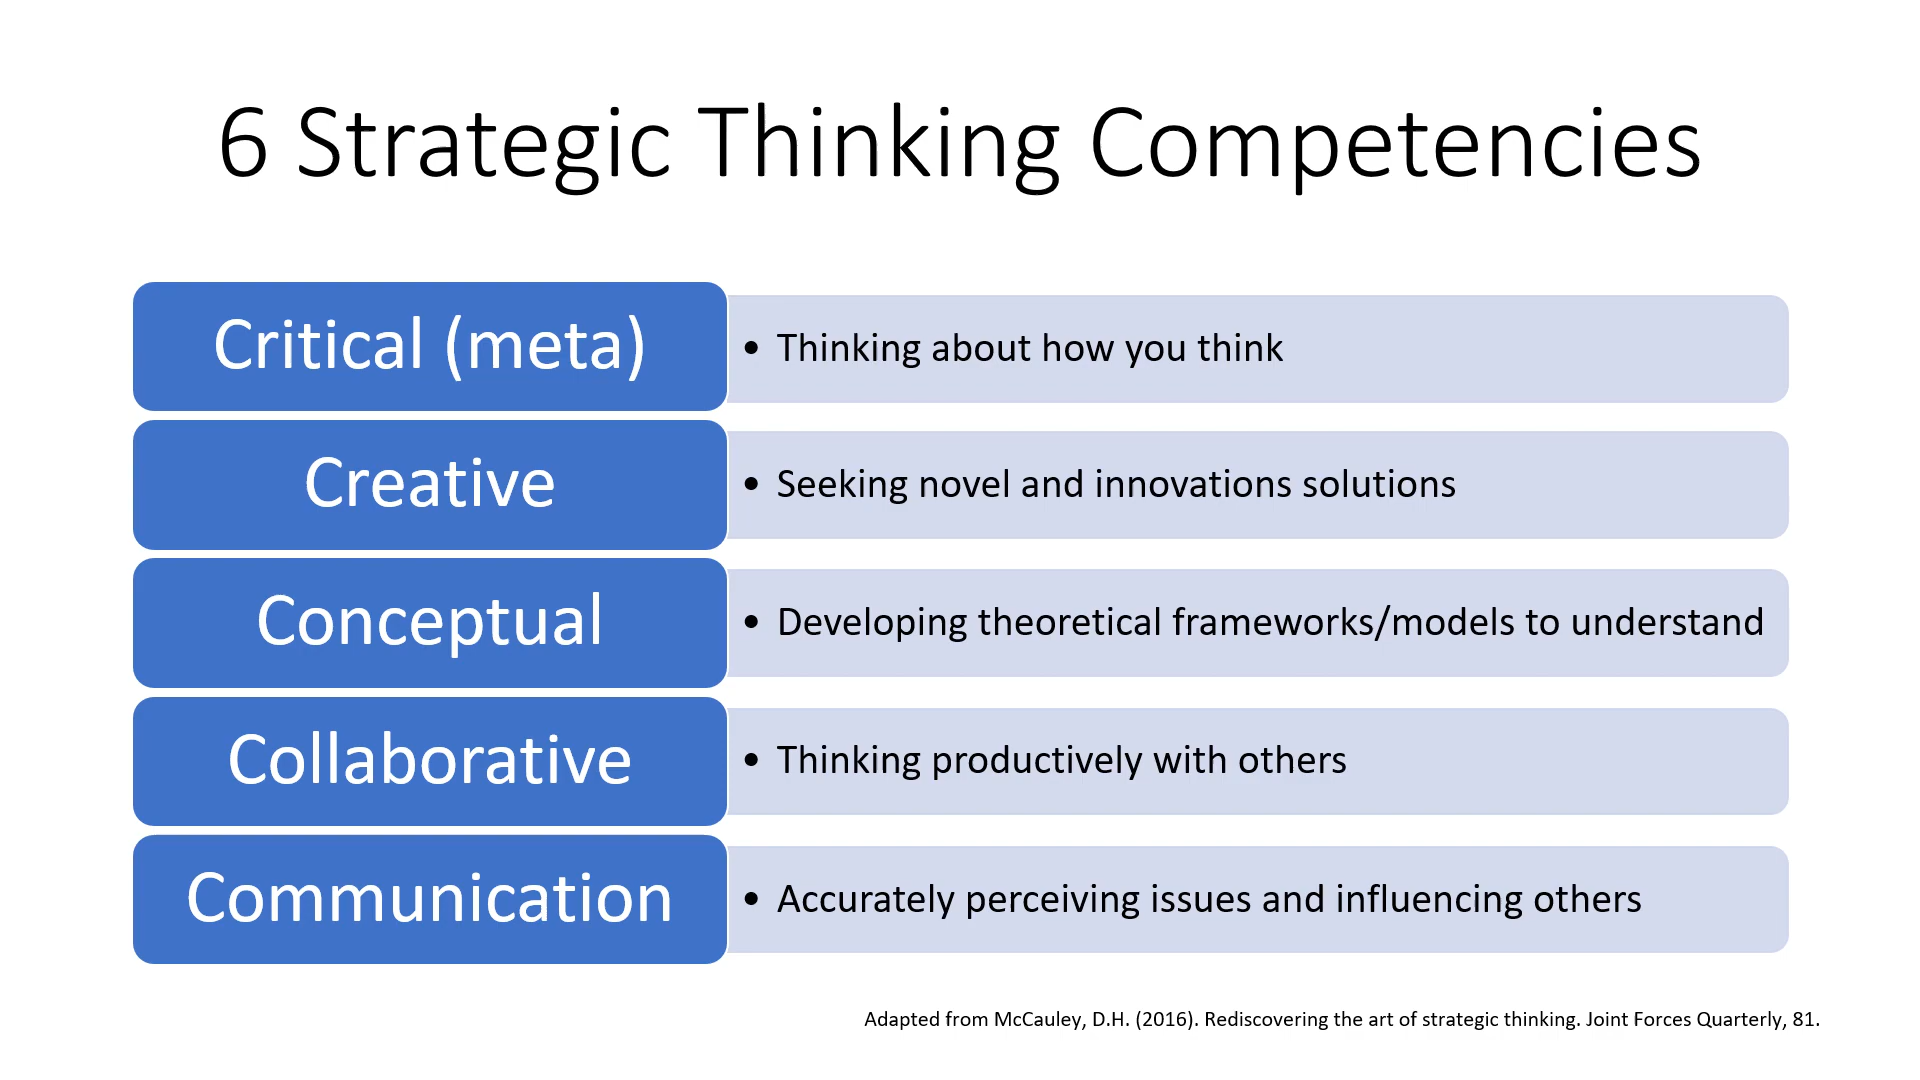 6 Strategic Thinking Competencies
Critical (meta)
• Thinking about how you think
Creative
• Seeking novel and innovations solutions
Conceptual
• Developing theoretical frameworks/models to understand
Collaborative
• Thinking productively with others
Communication
• Accurately perceiving issues and influencing others
Adapted from McCauley, D.H. (2016). Rediscovering the art of strategic thinking. Joint Forces Quarterly, 81.